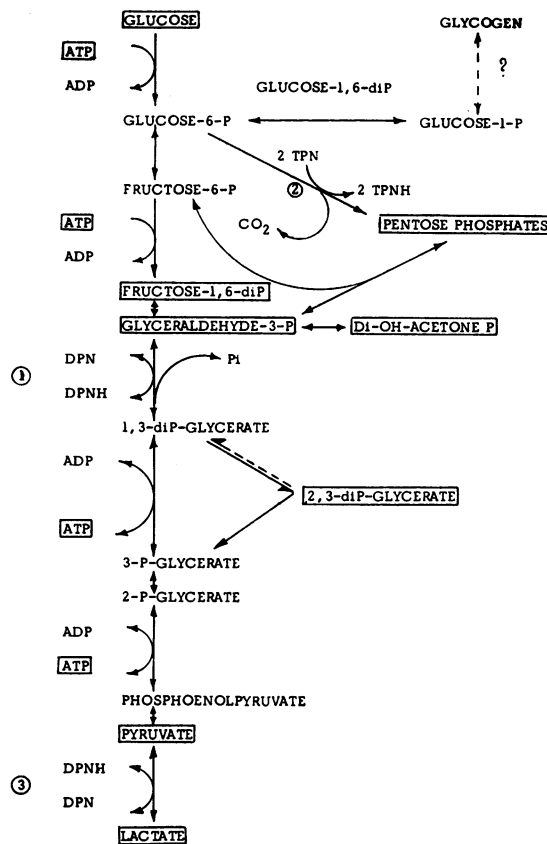 GLUCOSE
GLYCOGEN
ATP
?
ADP
GLUCOSE-1,6-diP
GLUCOSE-6-P
GLUCOSE-1-P
2 TPN
2
2 TPNH
FRUCTOSE-6-P
CO2
ATP
PENTOSE PHOSPHATES
ADP
FRUCTOSE-1,6-diP
GLYCERALDEHYDE-3-P
Di-OH-ACETONE P
DPN
Pi
1
DPNH
1,3-diP-GLYCERATE
ADP
2,3-diP-GLYCERATE
ATP
3-P-GLYCERATE
2-P-GLYCERATE
ADP
ATP
PHOSPHOENOLPYRUVATE
PYRUVATE
DPNH
3
DPN
LACTATE